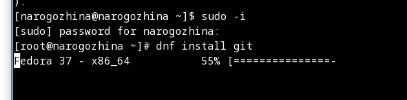 ).
[narogozhina@narogozhina ~]$ sudo -i
[sudo] password for narogozhina:
[root@narogozhina ~]# dnf install git
Fedora 37 - x86_64          55% [===============-